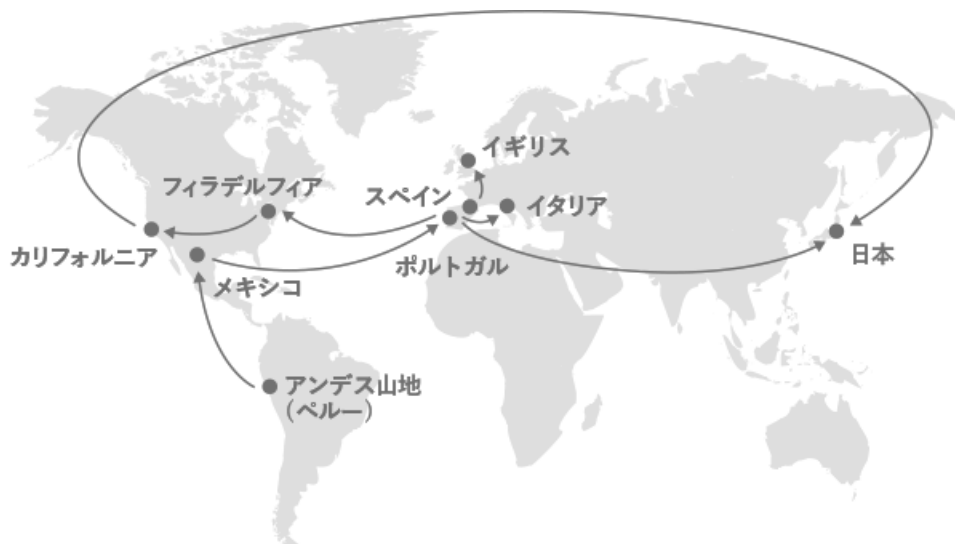 イギリス
フィラデルフィア
スペイン
イタリア
カリフォルニア
ポルトガル
日本
メキシコ
アンデス山地
(ペルー)